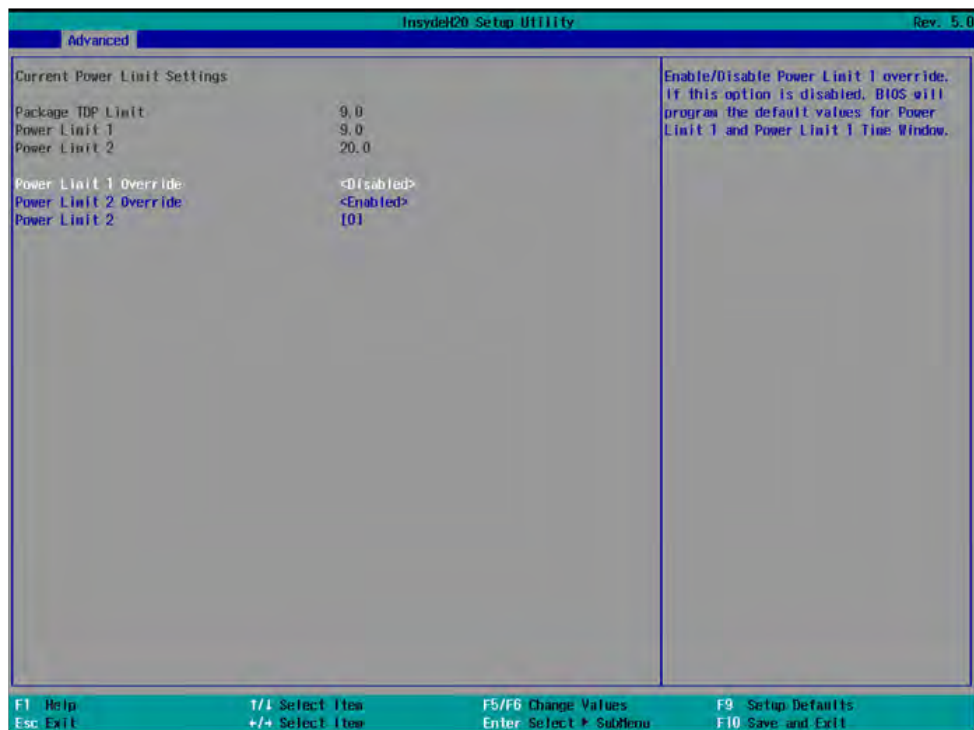 InsydeH20 Setup Utility Rev. 5.0
Advanced
Current Power Limit Settings
Package TDP Limit 9.0
Power Limit 1 9.0
Power Limit 2 20.0
Power Limit 1 Override <Disabled>
Power Limit 2 Override <Enabled>
Power Limit 2 [0]
Enable/Disable Power Limit 1 override.
If this option is disabled, BIOS will
program the default values for Power
Limit 1 and Power Limit 1 Time Window.
F1 Help ↑/↓ Select Item F5/F6 Change Values F9 Setup Defaults
Esc Exit ←/→ Select Item Enter Select ▶ SubMenu F10 Save and Exit